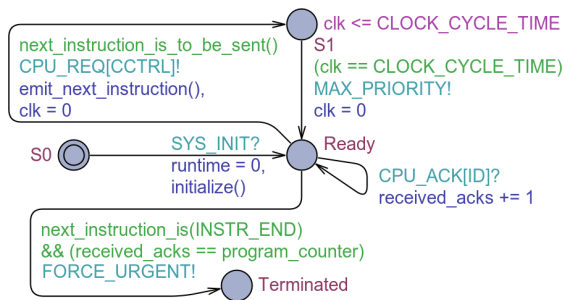 clk <= CLOCK_CYCLE_TIME
S1
(clk == CLOCK_CYCLE_TIME)
MAX_PRIORITY!
clk = 0
next_instruction_is_to_be_sent()
CPU_REQ[CCTRL]!
emit_next_instruction(),
clk = 0
S0
SYS_INIT?
runtime = 0,
initialize()
Ready
CPU_ACK[ID]?
received_acks += 1
next_instruction_is(INSTR_END)
&& (received_acks == program_counter)
FORCE_URGENT!
Terminated